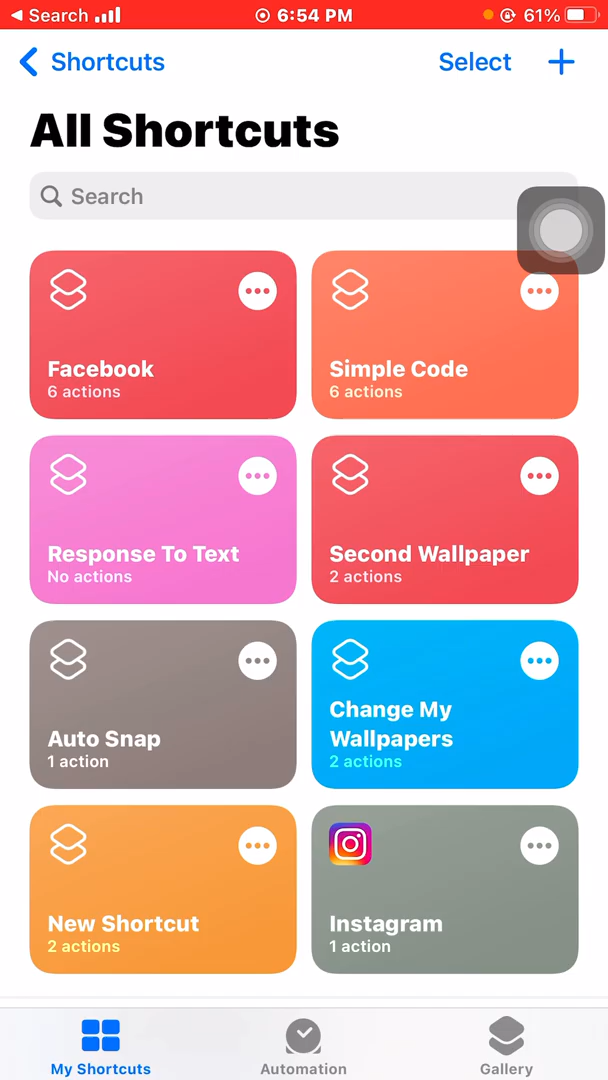 Search 6:54 PM 61%
Shortcuts Select +
All Shortcuts
Search
Facebook
6 actions
Simple Code
6 actions
Response To Text
No actions
Second Wallpaper
2 actions
Auto Snap
1 action
Change My
Wallpapers
2 actions
New Shortcut
2 actions
Instagram
1 action
My Shortcuts Automation Gallery